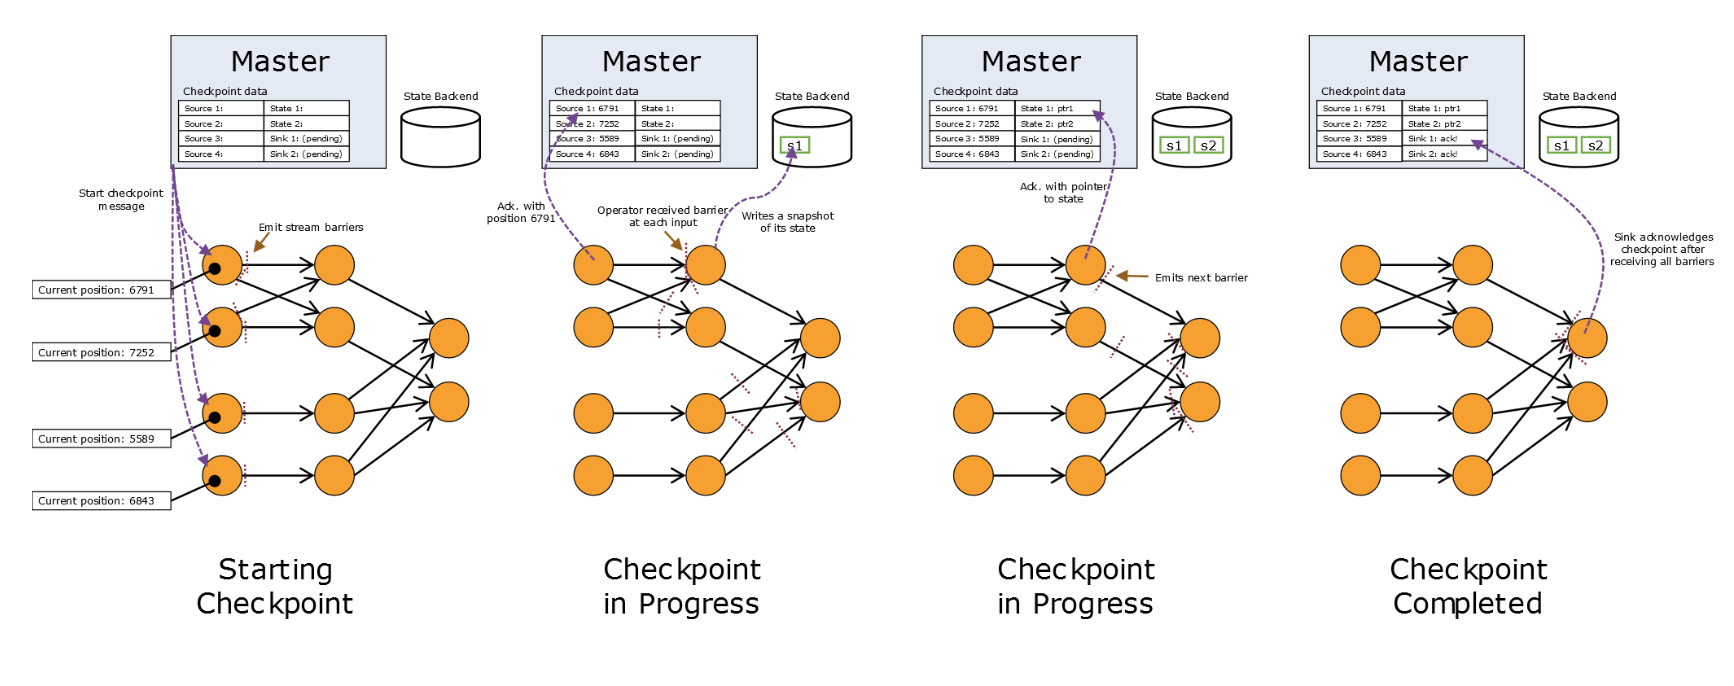 Master
Checkpoint data
Source 1:
State 1:
Source 2:
State 2:
Source 3:
Sink 1: (pending)
Source 4:
Sink 2: (pending)
State Backend
Start checkpoint
message
Emit stream barriers
Current position: 6791
Current position: 7252
Current position: 5589
Current position: 6843
Starting
Checkpoint
Master
Checkpoint data
Source 1: 6791
State 1:
Source 2: 7252
State 2:
Source 3: 5589
Sink 1: (pending)
Source 4: 6843
Sink 2: (pending)
State Backend
s1
Ack. with
position 6791
Operator received barrier
at each input
Writes a snapshot
of its state
Checkpoint
in Progress
Master
Checkpoint data
Source 1: 6791
State 1: ptr1
Source 2: 7252
State 2: ptr2
Source 3: 5589
Sink 1: (pending)
Source 4: 6843
Sink 2: (pending)
State Backend
s1
s2
Ack. with pointer
to state
Emits next barrier
Checkpoint
in Progress
Master
Checkpoint data
Source 1: 6791
State 1: ptr1
Source 2: 7252
State 2: ptr2
Source 3: 5589
Sink 1: ack!
Source 4: 6843
Sink 2: ack!
State Backend
s1
s2
Sink acknowledges
checkpoint after
receiving all barriers
Checkpoint
Completed